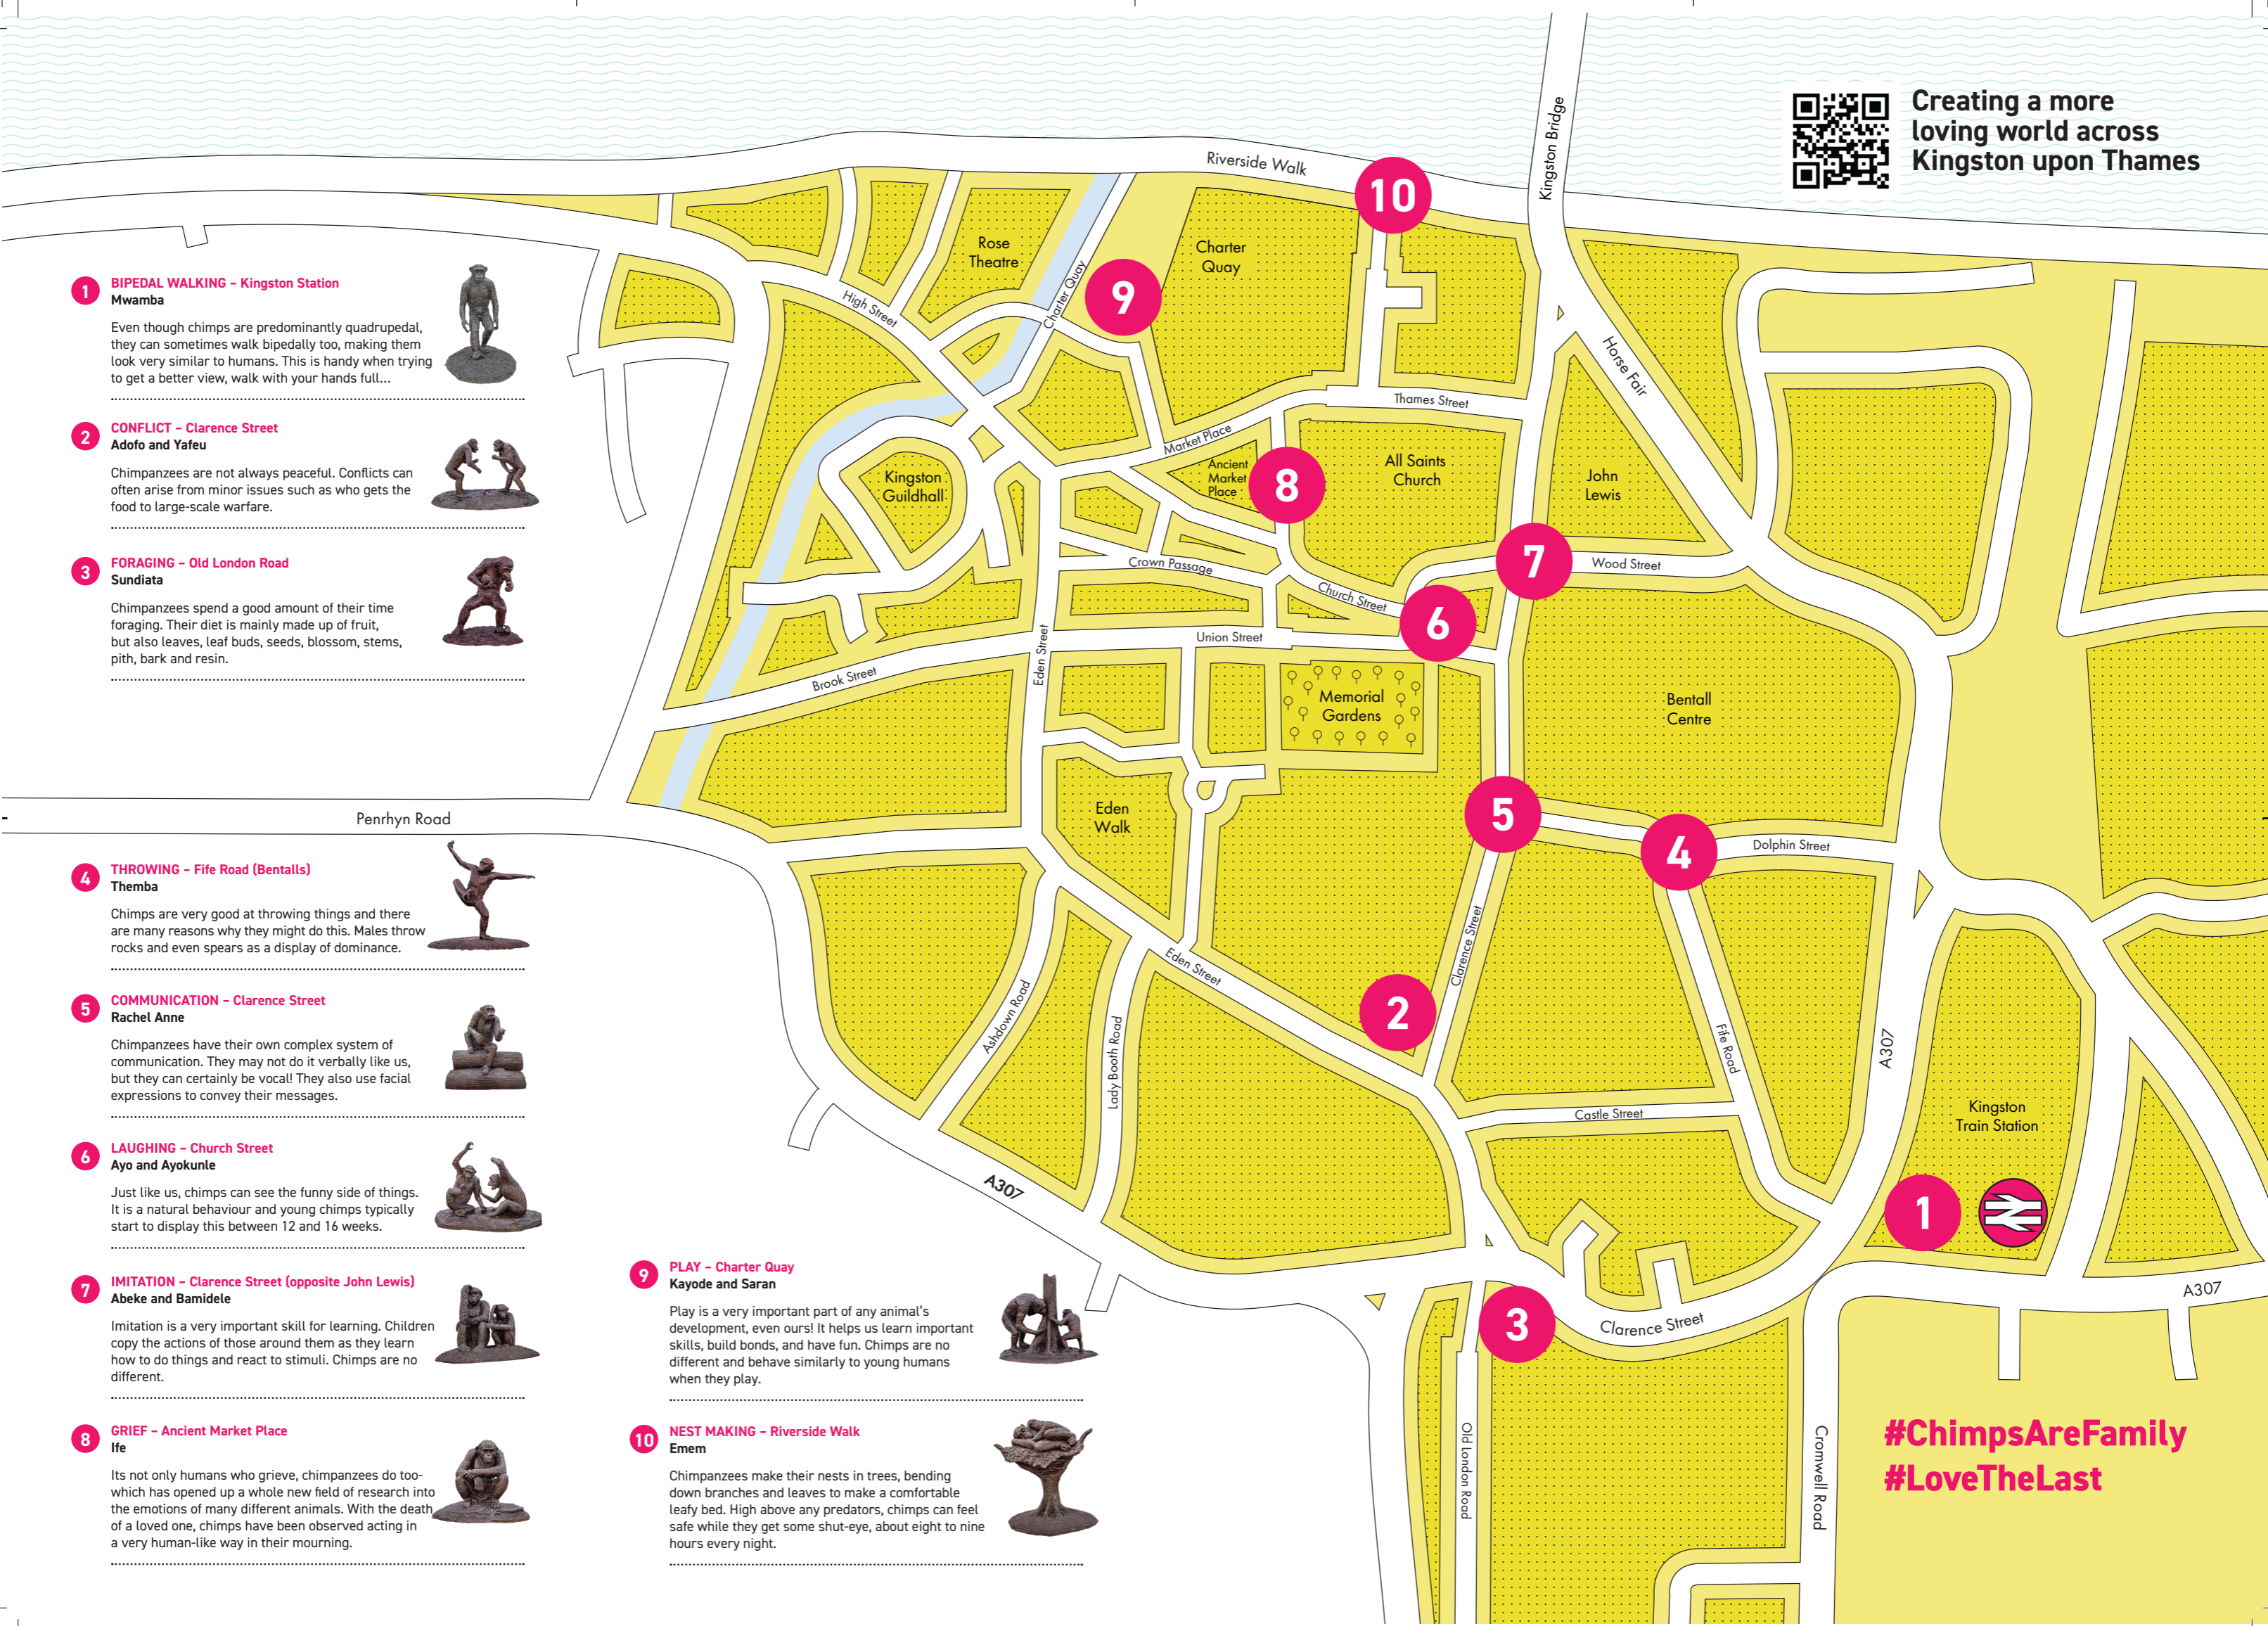 Creating a more
loving world across
Kingston upon Thames
Kingston Bridge
Riverside Walk
10
Rose
Theatre
Charter
Quay
Charter Quay
9
High Street
Horse Fair
Thames Street
Market Place
Ancient
Market
Place
8
All Saints
Church
John
Lewis
Kingston
Guildhall
7
Wood Street
Crown Passage
Church Street
6
Union Street
Eden Street
Brook Street
Memorial
Gardens
Bentall
Centre
Eden
Walk
5
4
Dolphin Street
Penrhyn Road
Clarence Street
2
Eden Street
Ashdown Road
Lady Booth Road
Fife Road
A307
Castle Street
Kingston
Train Station
1
A307
3
Clarence Street
A307
Old London Road
Cromwell Road
#ChimpsAreFamily
#LoveTheLast
1
BIPEDAL WALKING – Kingston Station
Mwamba
Even though chimps are predominantly quadrupedal,
they can sometimes walk bipedally too, making them
look very similar to humans. This is handy when trying
to get a better view, walk with your hands full...
2
CONFLICT – Clarence Street
Adofo and Yafeu
Chimpanzees are not always peaceful. Conflicts can
often arise from minor issues such as who gets the
food to large-scale warfare.
3
FORAGING – Old London Road
Sundiata
Chimpanzees spend a good amount of their time
foraging. Their diet is mainly made up of fruit,
but also leaves, leaf buds, seeds, blossom, stems,
pith, bark and resin.
4
THROWING – Fife Road (Bentalls)
Themba
Chimps are very good at throwing things and there
are many reasons why they might do this. Males throw
rocks and even spears as a display of dominance.
5
COMMUNICATION – Clarence Street
Rachel Anne
Chimpanzees have their own complex system of
communication. They may not do it verbally like us,
but they can certainly be vocal! They also use facial
expressions to convey their messages.
6
LAUGHING – Church Street
Ayo and Ayokunle
Just like us, chimps can see the funny side of things.
It is a natural behaviour and young chimps typically
start to display this between 12 and 16 weeks.
7
IMITATION – Clarence Street (opposite John Lewis)
Abeke and Bamidele
Imitation is a very important skill for learning. Children
copy the actions of those around them as they learn
how to do things and react to stimuli. Chimps are no
different.
8
GRIEF – Ancient Market Place
Ife
Its not only humans who grieve, chimpanzees do too-
which has opened up a whole new field of research into
the emotions of many different animals. With the death
of a loved one, chimps have been observed acting in
a very human-like way in their mourning.
9
PLAY – Charter Quay
Kayode and Saran
Play is a very important part of any animal's
development, even ours! It helps us learn important
skills, build bonds, and have fun. Chimps are no
different and behave similarly to young humans
when they play.
10
NEST MAKING – Riverside Walk
Emem
Chimpanzees make their nests in trees, bending
down branches and leaves to make a comfortable
leafy bed. High above any predators, chimps can feel
safe while they get some shut-eye, about eight to nine
hours every night.